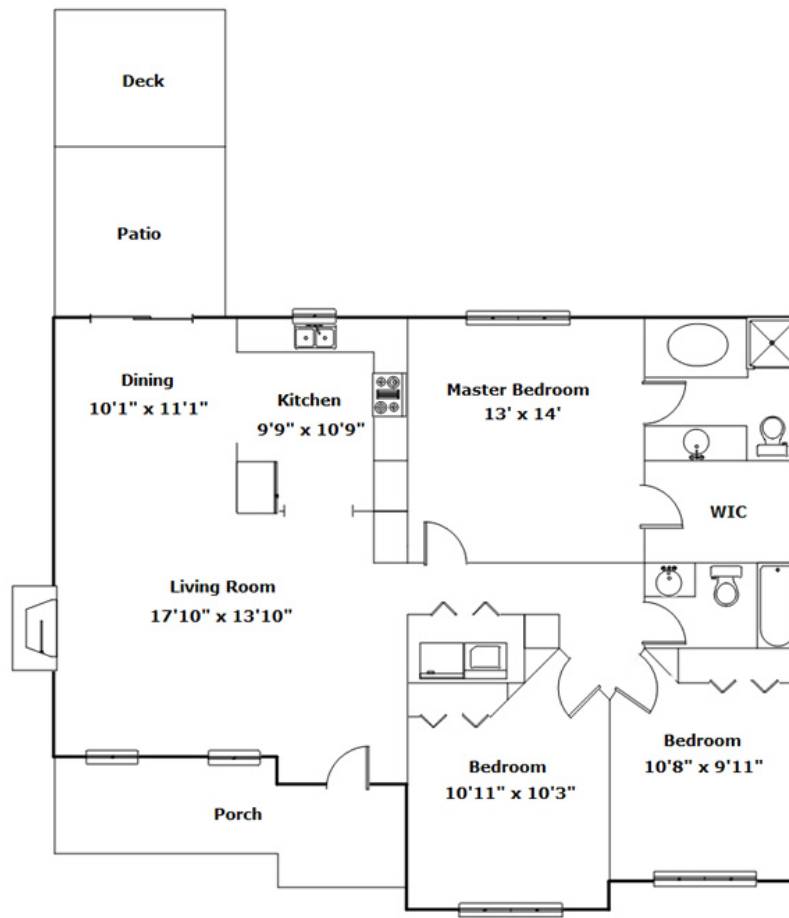 Deck
Patio
Dining
10'1" x 11'1"
Kitchen
9'9" x 10'9"
Master Bedroom
13' x 14'
WIC
Living Room
17'10" x 13'10"
Bedroom
10'11" x 10'3"
Bedroom
10'8" x 9'11"
Porch